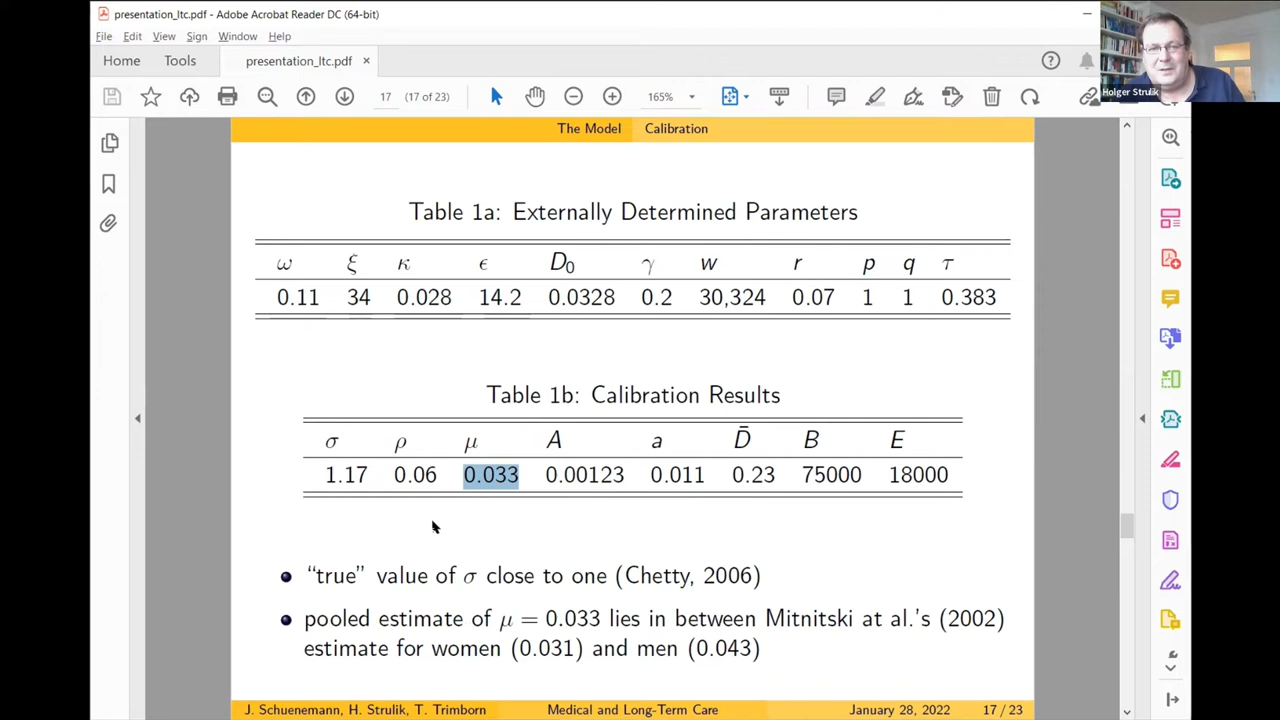 presentation_ltc.pdf - Adobe Acrobat Reader DC (64-bit)
File Edit View Sign Window Help
Home Tools presentation_ltc.pdf ×
17 (17 of 23) 165%
Holger Strulik
The Model Calibration
Table 1a: Externally Determined Parameters
ω ξ κ ϵ D₀ γ w r p q τ
0.11 34 0.028 14.2 0.0328 0.2 30,324 0.07 1 1 0.383
Table 1b: Calibration Results
σ ρ μ A a D̄ B E
1.17 0.06 0.033 0.00123 0.011 0.23 75000 18000
“true” value of σ close to one (Chetty, 2006)
pooled estimate of μ = 0.033 lies in between Mitnitski at al.’s (2002)
estimate for women (0.031) and men (0.043)
J. Schuenemann, H. Strulik, T. Trimborn Medical and Long-Term Care January 28, 2022 17 / 23